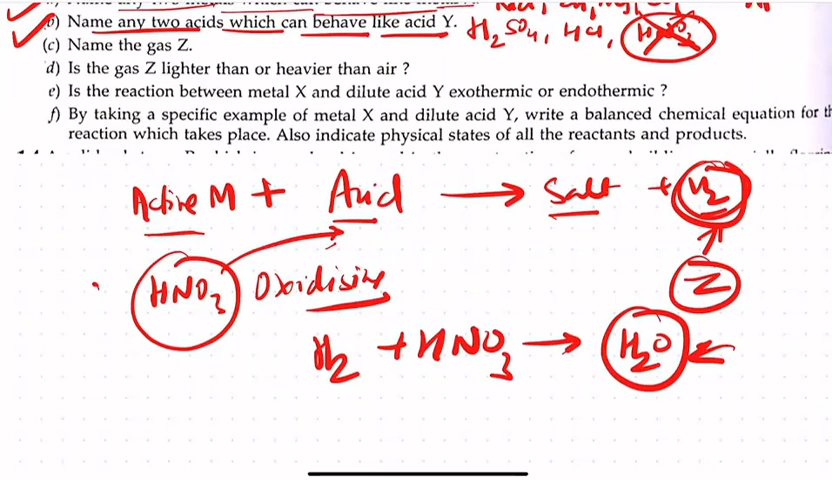 b) Name any two acids which can behave like acid Y. H₂SO₄, HCl, HNO₃
(c) Name the gas Z.
d) Is the gas Z lighter than or heavier than air ?
e) Is the reaction between metal X and dilute acid Y exothermic or endothermic ?
f) By taking a specific example of metal X and dilute acid Y, write a balanced chemical equation for th
reaction which takes place. Also indicate physical states of all the reactants and products.
Active M + Acid → Salt + H₂
HNO₃ Oxidising Z
H₂ + HNO₃ → H₂O